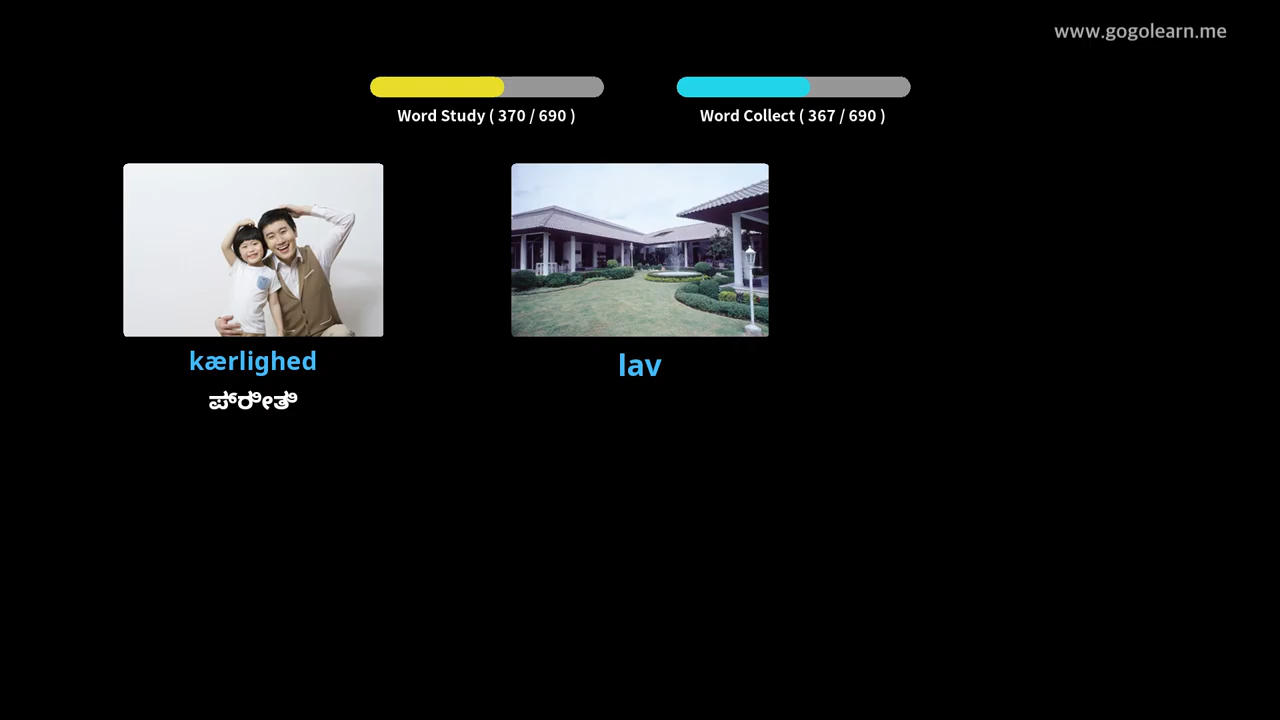 www.gogolearn.me
Word Study ( 370 / 690 )
Word Collect ( 367 / 690 )
kærlighed
ಪ್ರೀತಿ
lav